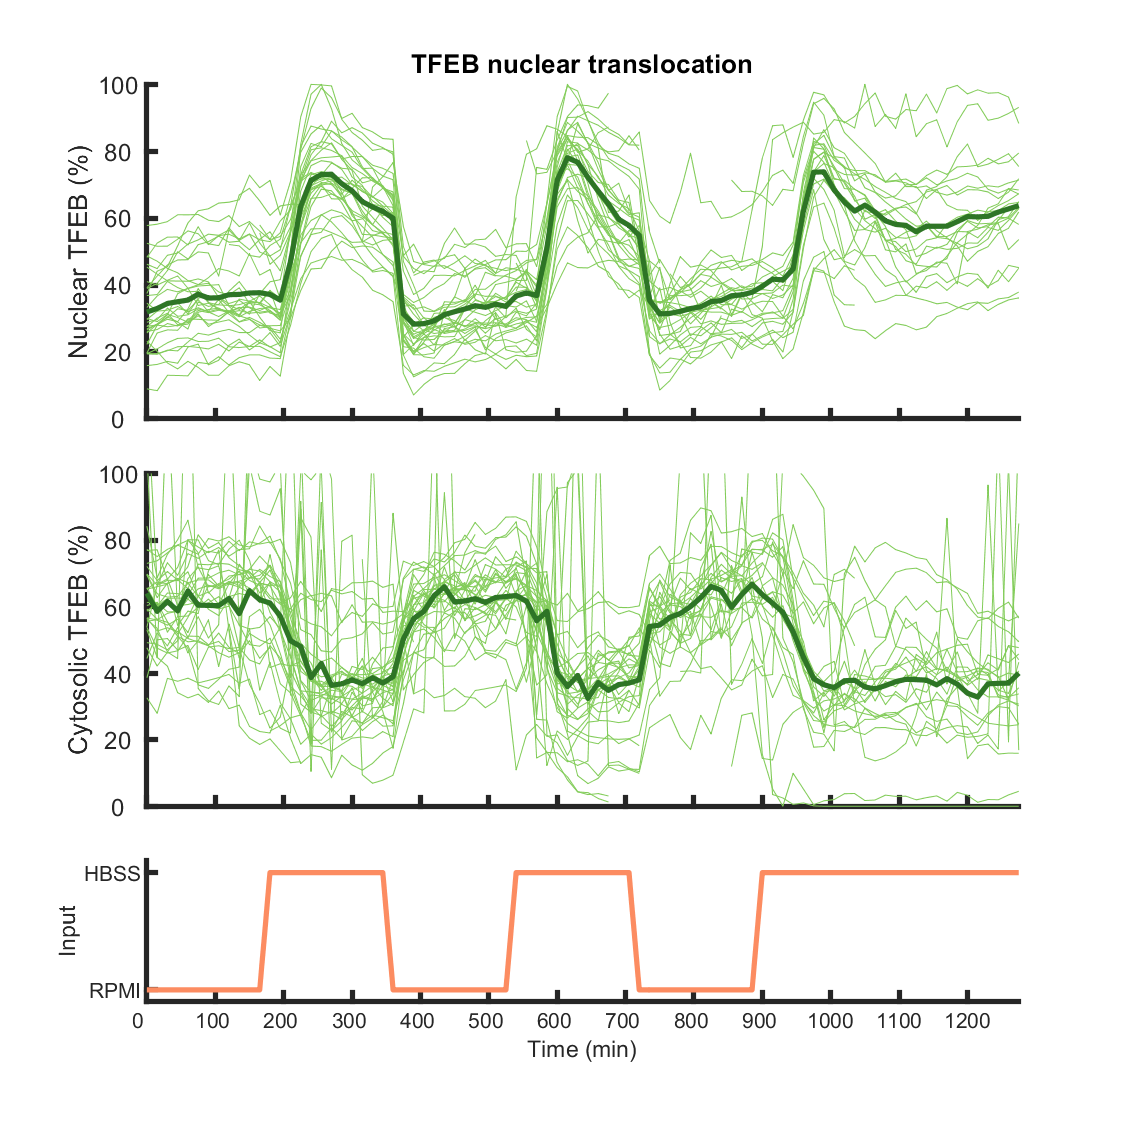 TFEB nuclear translocation
100
80
60
40
20
0
Nuclear TFEB (%)
100
80
60
40
20
0
Cytosolic TFEB (%)
HBSS
RPMI
Input
0 100 200 300 400 500 600 700 800 900 1000 1100 1200
Time (min)